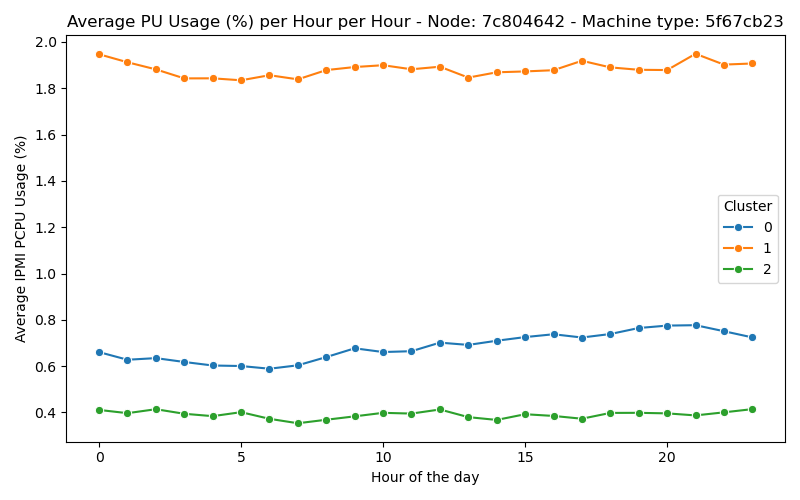 Average PU Usage (%) per Hour per Hour - Node: 7c804642 - Machine type: 5f67cb23
2.0
1.8
1.6
1.4
1.2
1.0
0.8
0.6
0.4
Average IPMI PCPU Usage (%)
Cluster
0
1
2
0 5 10 15 20
Hour of the day